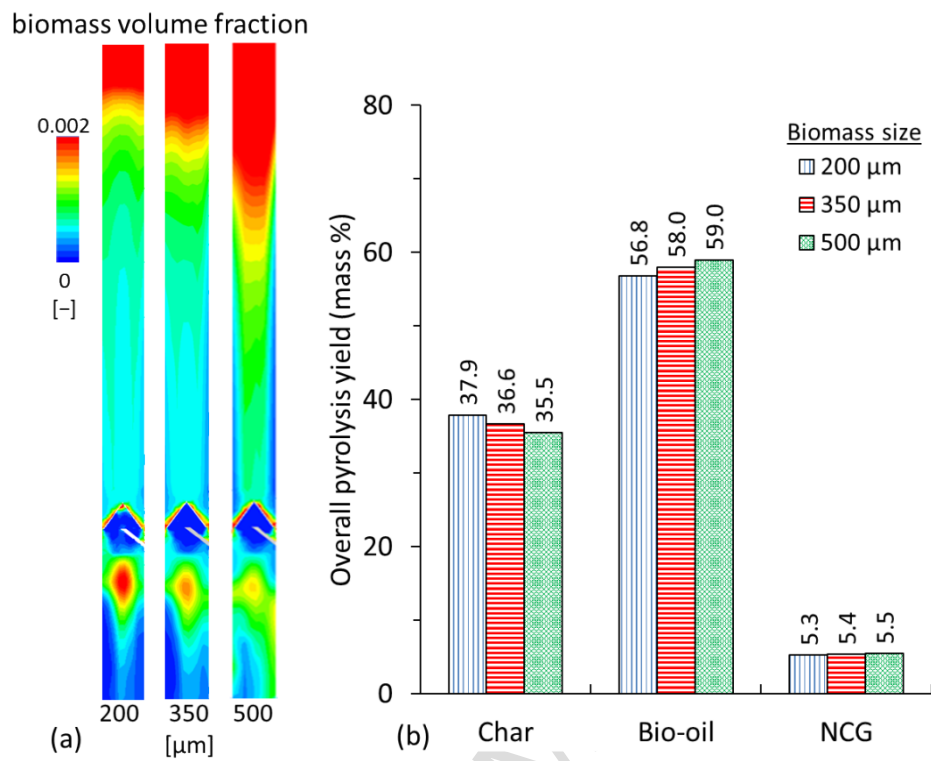 biomass volume fraction
0.002
0
[−]
200
350
500
[µm]
(a)
Overall pyrolysis yield (mass %)
80
60
40
20
0
Biomass size
200 µm
350 µm
500 µm
37.9
36.6
35.5
56.8
58.0
59.0
5.3
5.4
5.5
(b)
Char
Bio-oil
NCG